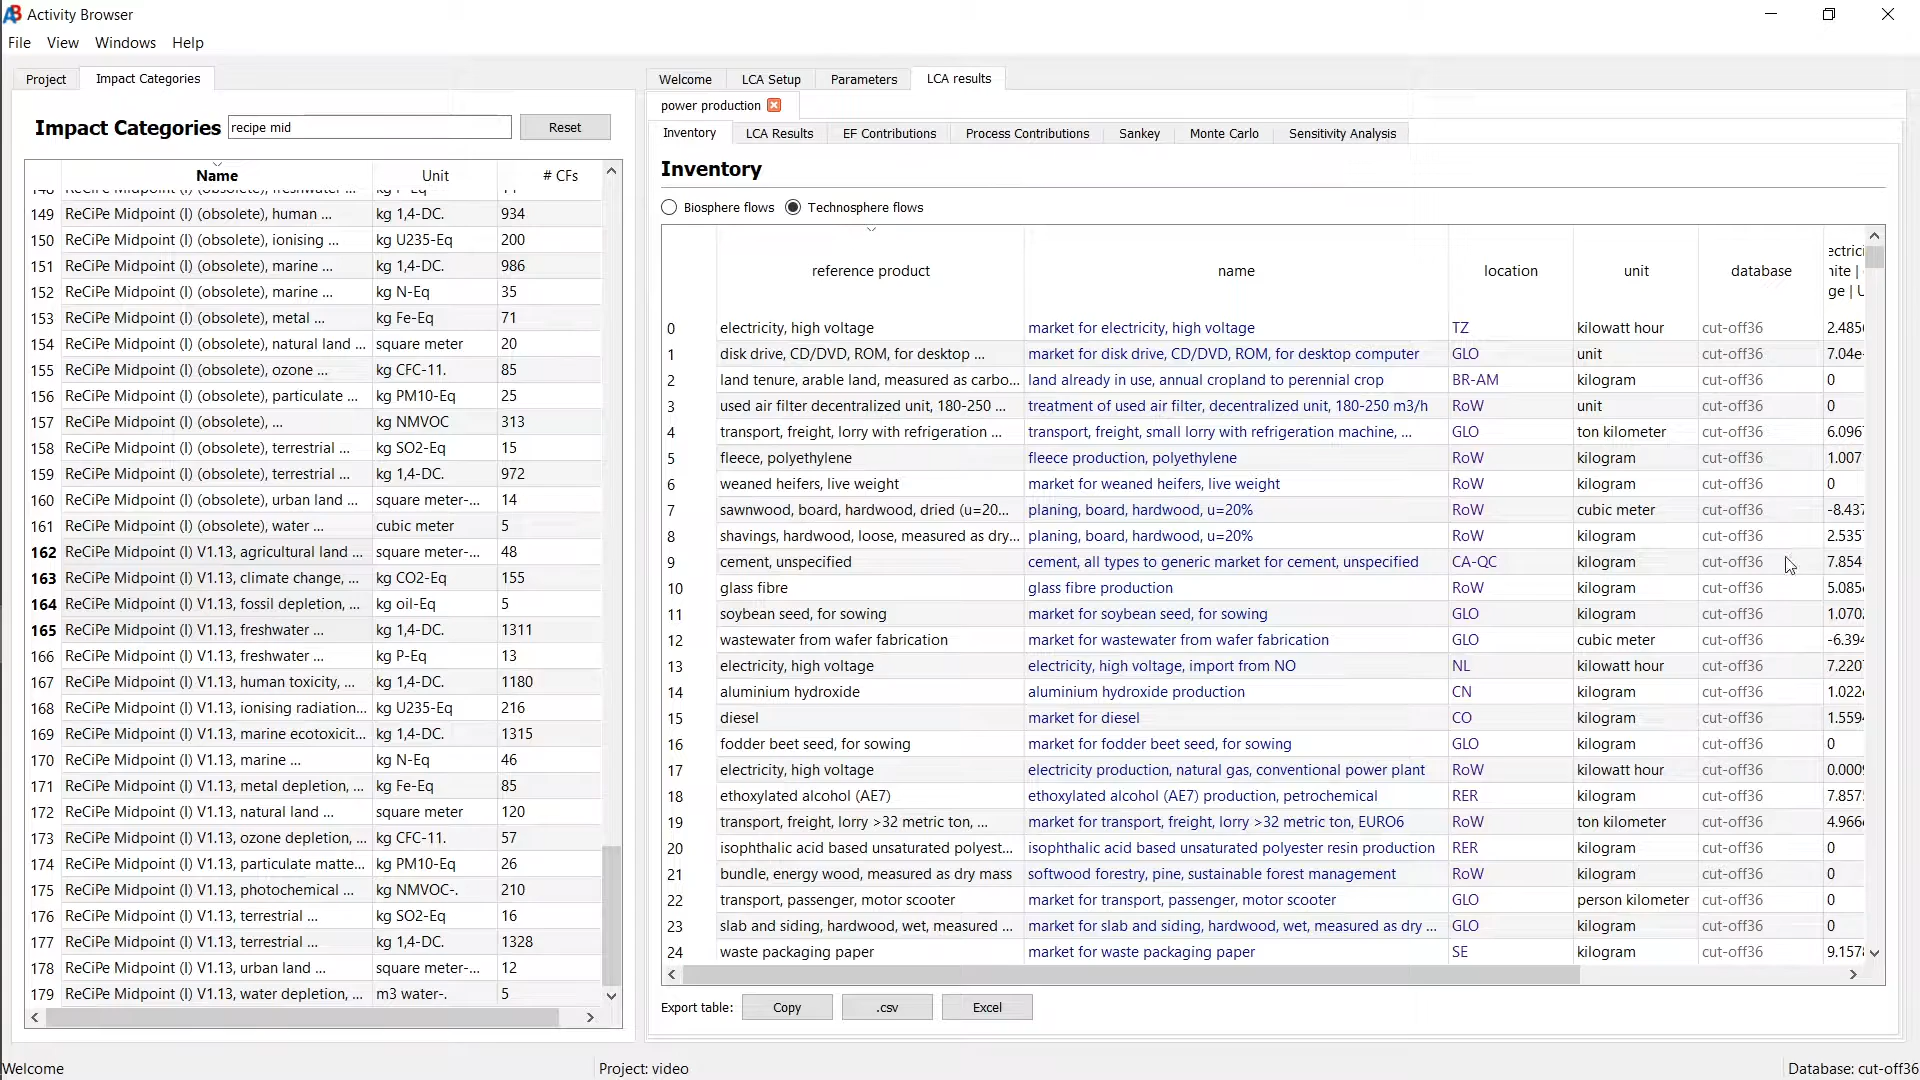 Activity Browser
File View Windows Help
Project Impact Categories
Impact Categories recipe mid Reset
Name Unit # CFs
149 ReCiPe Midpoint (I) (obsolete), human ... kg 1,4-DC. 934
150 ReCiPe Midpoint (I) (obsolete), ionising ... kg U235-Eq 200
151 ReCiPe Midpoint (I) (obsolete), marine ... kg 1,4-DC. 986
152 ReCiPe Midpoint (I) (obsolete), marine ... kg N-Eq 35
153 ReCiPe Midpoint (I) (obsolete), metal ... kg Fe-Eq 71
154 ReCiPe Midpoint (I) (obsolete), natural land ... square meter 20
155 ReCiPe Midpoint (I) (obsolete), ozone ... kg CFC-11. 85
156 ReCiPe Midpoint (I) (obsolete), particulate ... kg PM10-Eq 25
157 ReCiPe Midpoint (I) (obsolete), ... kg NMVOC 313
158 ReCiPe Midpoint (I) (obsolete), terrestrial ... kg SO2-Eq 15
159 ReCiPe Midpoint (I) (obsolete), terrestrial ... kg 1,4-DC. 972
160 ReCiPe Midpoint (I) (obsolete), urban land ... square meter-... 14
161 ReCiPe Midpoint (I) (obsolete), water ... cubic meter 5
162 ReCiPe Midpoint (I) V1.13, agricultural land ... square meter-... 48
163 ReCiPe Midpoint (I) V1.13, climate change, ... kg CO2-Eq 155
164 ReCiPe Midpoint (I) V1.13, fossil depletion, ... kg oil-Eq 5
165 ReCiPe Midpoint (I) V1.13, freshwater ... kg 1,4-DC. 1311
166 ReCiPe Midpoint (I) V1.13, freshwater ... kg P-Eq 13
167 ReCiPe Midpoint (I) V1.13, human toxicity, ... kg 1,4-DC. 1180
168 ReCiPe Midpoint (I) V1.13, ionising radiation... kg U235-Eq 216
169 ReCiPe Midpoint (I) V1.13, marine ecotoxicit... kg 1,4-DC. 1315
170 ReCiPe Midpoint (I) V1.13, marine ... kg N-Eq 46
171 ReCiPe Midpoint (I) V1.13, metal depletion, ... kg Fe-Eq 85
172 ReCiPe Midpoint (I) V1.13, natural land ... square meter 120
173 ReCiPe Midpoint (I) V1.13, ozone depletion, ... kg CFC-11. 57
174 ReCiPe Midpoint (I) V1.13, particulate matte... kg PM10-Eq 26
175 ReCiPe Midpoint (I) V1.13, photochemical ... kg NMVOC-. 210
176 ReCiPe Midpoint (I) V1.13, terrestrial ... kg SO2-Eq 16
177 ReCiPe Midpoint (I) V1.13, terrestrial ... kg 1,4-DC. 1328
178 ReCiPe Midpoint (I) V1.13, urban land ... square meter-... 12
179 ReCiPe Midpoint (I) V1.13, water depletion, ... m3 water-. 5
Welcome LCA Setup Parameters LCA results
power production
Inventory LCA Results EF Contributions Process Contributions Sankey Monte Carlo Sensitivity Analysis
Inventory
Biosphere flows Technosphere flows
reference product name location unit database
0 electricity, high voltage market for electricity, high voltage TZ kilowatt hour cut-off36 2.485
1 disk drive, CD/DVD, ROM, for desktop ... market for disk drive, CD/DVD, ROM, for desktop computer GLO unit cut-off36 7.04e-
2 land tenure, arable land, measured as carbo... land already in use, annual cropland to perennial crop BR-AM kilogram cut-off36 0
3 used air filter decentralized unit, 180-250 ... treatment of used air filter, decentralized unit, 180-250 m3/h RoW unit cut-off36 0
4 transport, freight, lorry with refrigeration ... transport, freight, small lorry with refrigeration machine, ... GLO ton kilometer cut-off36 6.096
5 fleece, polyethylene fleece production, polyethylene RoW kilogram cut-off36 1.007
6 weaned heifers, live weight market for weaned heifers, live weight RoW kilogram cut-off36 0
7 sawnwood, board, hardwood, dried (u=20... planing, board, hardwood, u=20% RoW cubic meter cut-off36 -8.437
8 shavings, hardwood, loose, measured as dry... planing, board, hardwood, u=20% RoW kilogram cut-off36 2.535
9 cement, unspecified cement, all types to generic market for cement, unspecified CA-QC kilogram cut-off36 7.854
10 glass fibre glass fibre production RoW kilogram cut-off36 5.085
11 soybean seed, for sowing market for soybean seed, for sowing GLO kilogram cut-off36 1.070
12 wastewater from wafer fabrication market for wastewater from wafer fabrication GLO cubic meter cut-off36 -6.394
13 electricity, high voltage electricity, high voltage, import from NO NL kilowatt hour cut-off36 7.220
14 aluminium hydroxide aluminium hydroxide production CN kilogram cut-off36 1.022
15 diesel market for diesel CO kilogram cut-off36 1.559
16 fodder beet seed, for sowing market for fodder beet seed, for sowing GLO kilogram cut-off36 0
17 electricity, high voltage electricity production, natural gas, conventional power plant RoW kilowatt hour cut-off36 0.000
18 ethoxylated alcohol (AE7) ethoxylated alcohol (AE7) production, petrochemical RER kilogram cut-off36 7.857
19 transport, freight, lorry >32 metric ton, ... market for transport, freight, lorry >32 metric ton, EURO6 RoW ton kilometer cut-off36 4.966
20 isophthalic acid based unsaturated polyest... isophthalic acid based unsaturated polyester resin production RER kilogram cut-off36 0
21 bundle, energy wood, measured as dry mass softwood forestry, pine, sustainable forest management RoW kilogram cut-off36 0
22 transport, passenger, motor scooter market for transport, passenger, motor scooter GLO person kilometer cut-off36 0
23 slab and siding, hardwood, wet, measured ... market for slab and siding, hardwood, wet, measured as dry ... GLO kilogram cut-off36 0
24 waste packaging paper market for waste packaging paper SE kilogram cut-off36 9.157
Export table: Copy .csv Excel
Welcome Project: video Database: cut-off36